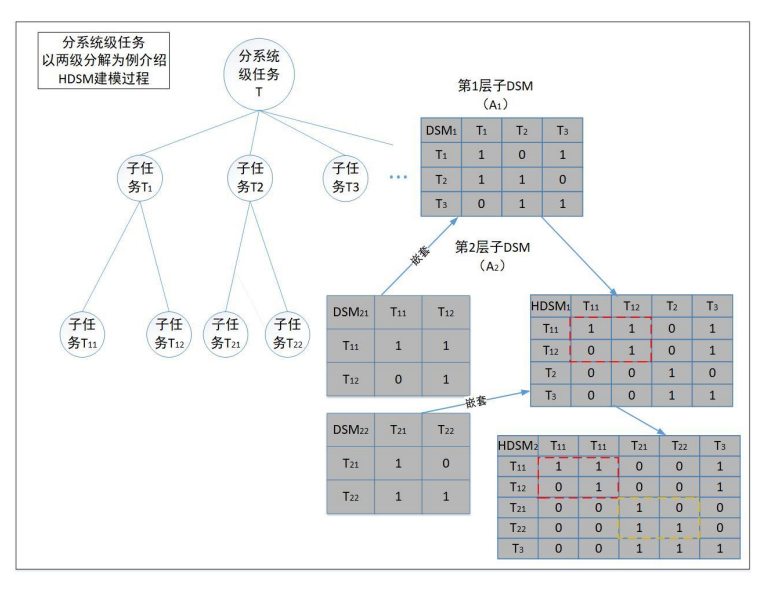 分系统级任务
以两级分解为例介绍
HDSM建模过程
分系统
级任务
T
子任
务T1
子任
务T2
子任
务T3
...
子任
务T11
子任
务T12
子任
务T21
子任
务T22
第1层子DSM
（A1）
DSM1 T1 T2 T3
T1 1 0 1
T2 1 1 0
T3 0 1 1
嵌套
第2层子DSM
（A2）
DSM21 T11 T12
T11 1 1
T12 0 1
HDSM1 T11 T12 T2 T3
T11 1 1 0 1
T12 0 1 0 1
T2 0 0 1 0
T3 0 0 1 1
嵌套
DSM22 T21 T22
T21 1 0
T22 1 1
HDSM2 T11 T11 T21 T22 T3
T11 1 1 0 0 1
T12 0 1 0 0 1
T21 0 0 1 0 0
T22 0 0 1 1 0
T3 0 0 1 1 1